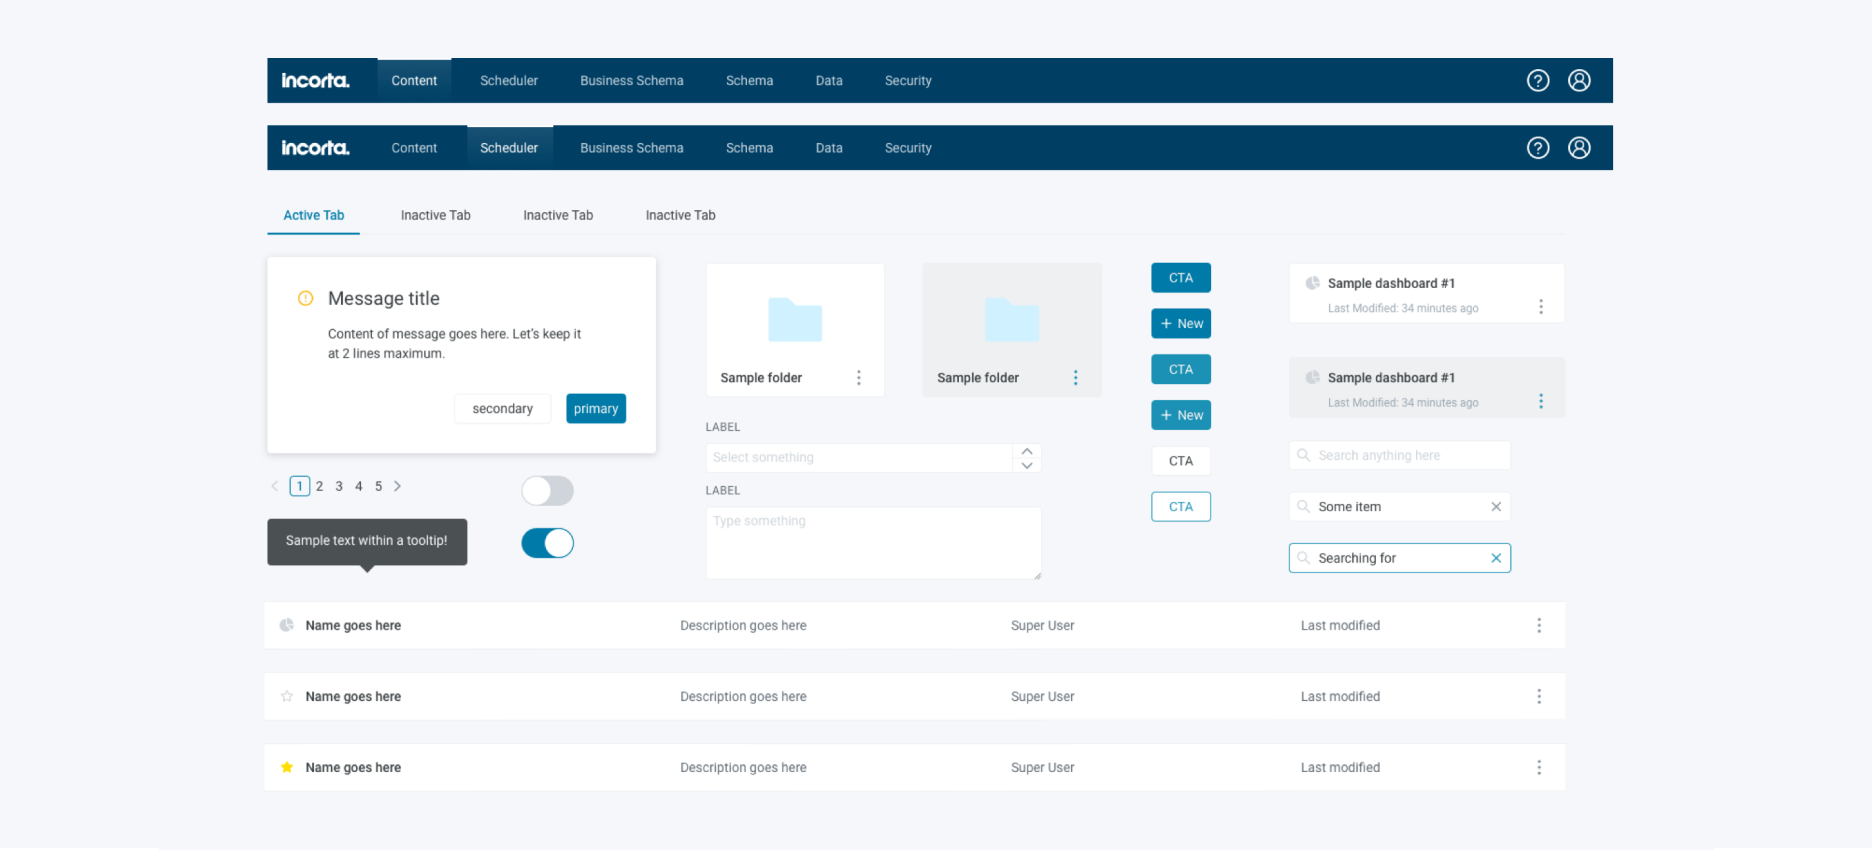 incorta. Content Scheduler Business Schema Schema Data Security ?
incorta. Content Scheduler Business Schema Schema Data Security ?
Active Tab Inactive Tab Inactive Tab Inactive Tab
Message title
Content of message goes here. Let's keep it
at 2 lines maximum.
secondary primary
1 2 3 4 5
Sample text within a tooltip!
Sample folder
Sample folder
LABEL
Select something
LABEL
Type something
CTA
+ New
CTA
+ New
CTA
CTA
Sample dashboard #1
Last Modified: 34 minutes ago
Sample dashboard #1
Last Modified: 34 minutes ago
Search anything here
Some item
Searching for
Name goes here Description goes here Super User Last modified
Name goes here Description goes here Super User Last modified
Name goes here Description goes here Super User Last modified